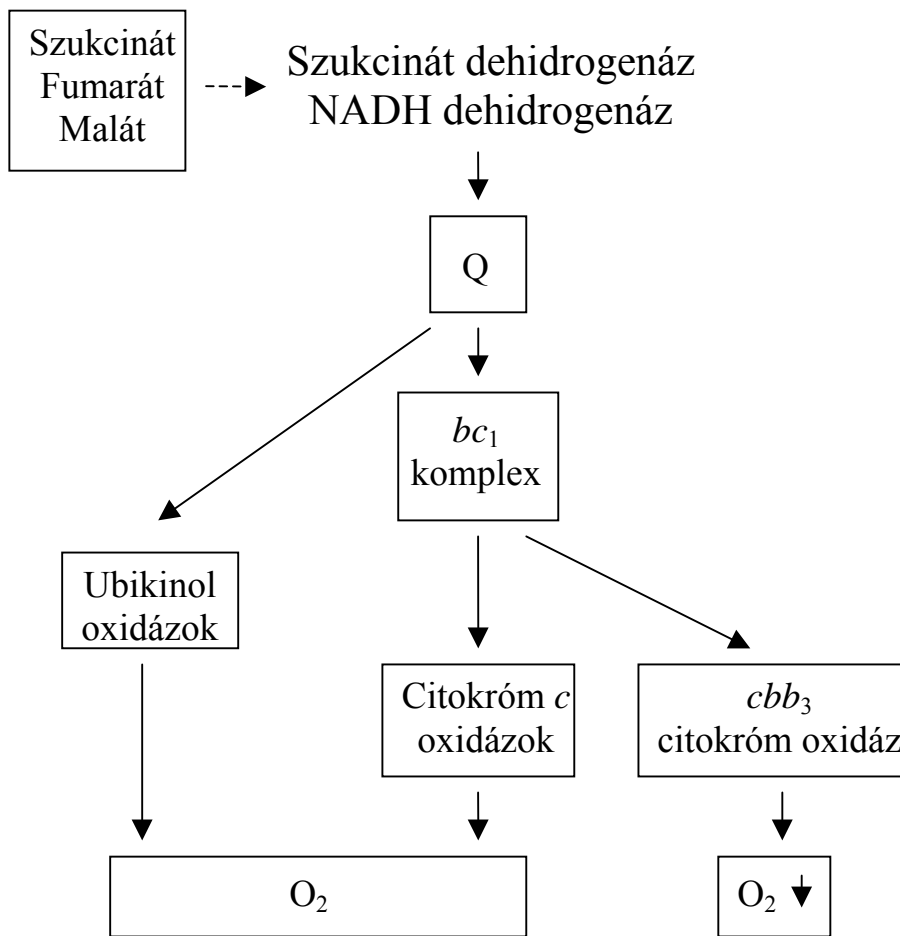 Szukcinát
Fumarát
Malát
Szukcinát dehidrogenáz
NADH dehidrogenáz
Q
bc₁
komplex
Ubikinol
oxidázok
Citokróm c
oxidázok
cbb₃
citokróm oxidáz
O₂
O₂